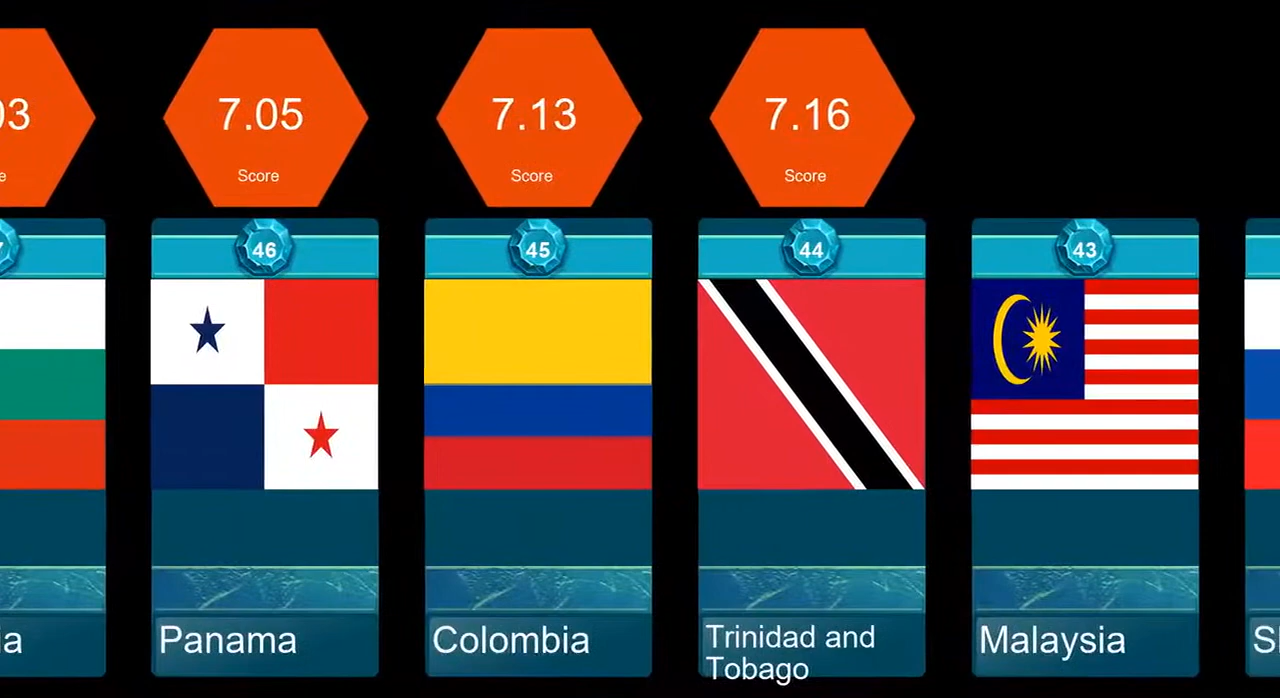 03
7.05
7.13
7.16
Score
Score
Score
46
45
44
43
Panama
Colombia
Trinidad and
Tobago
Malaysia